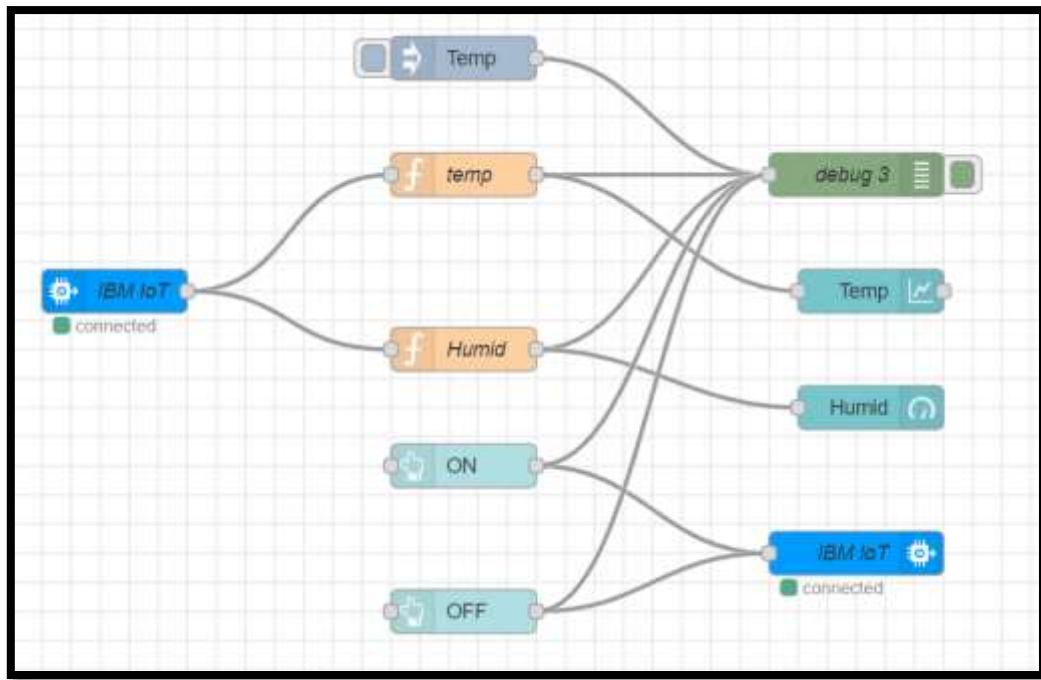 Temp
temp
debug 3
IBM IoT
connected
Temp
Humid
Humid
ON
IBM IoT
connected
OFF